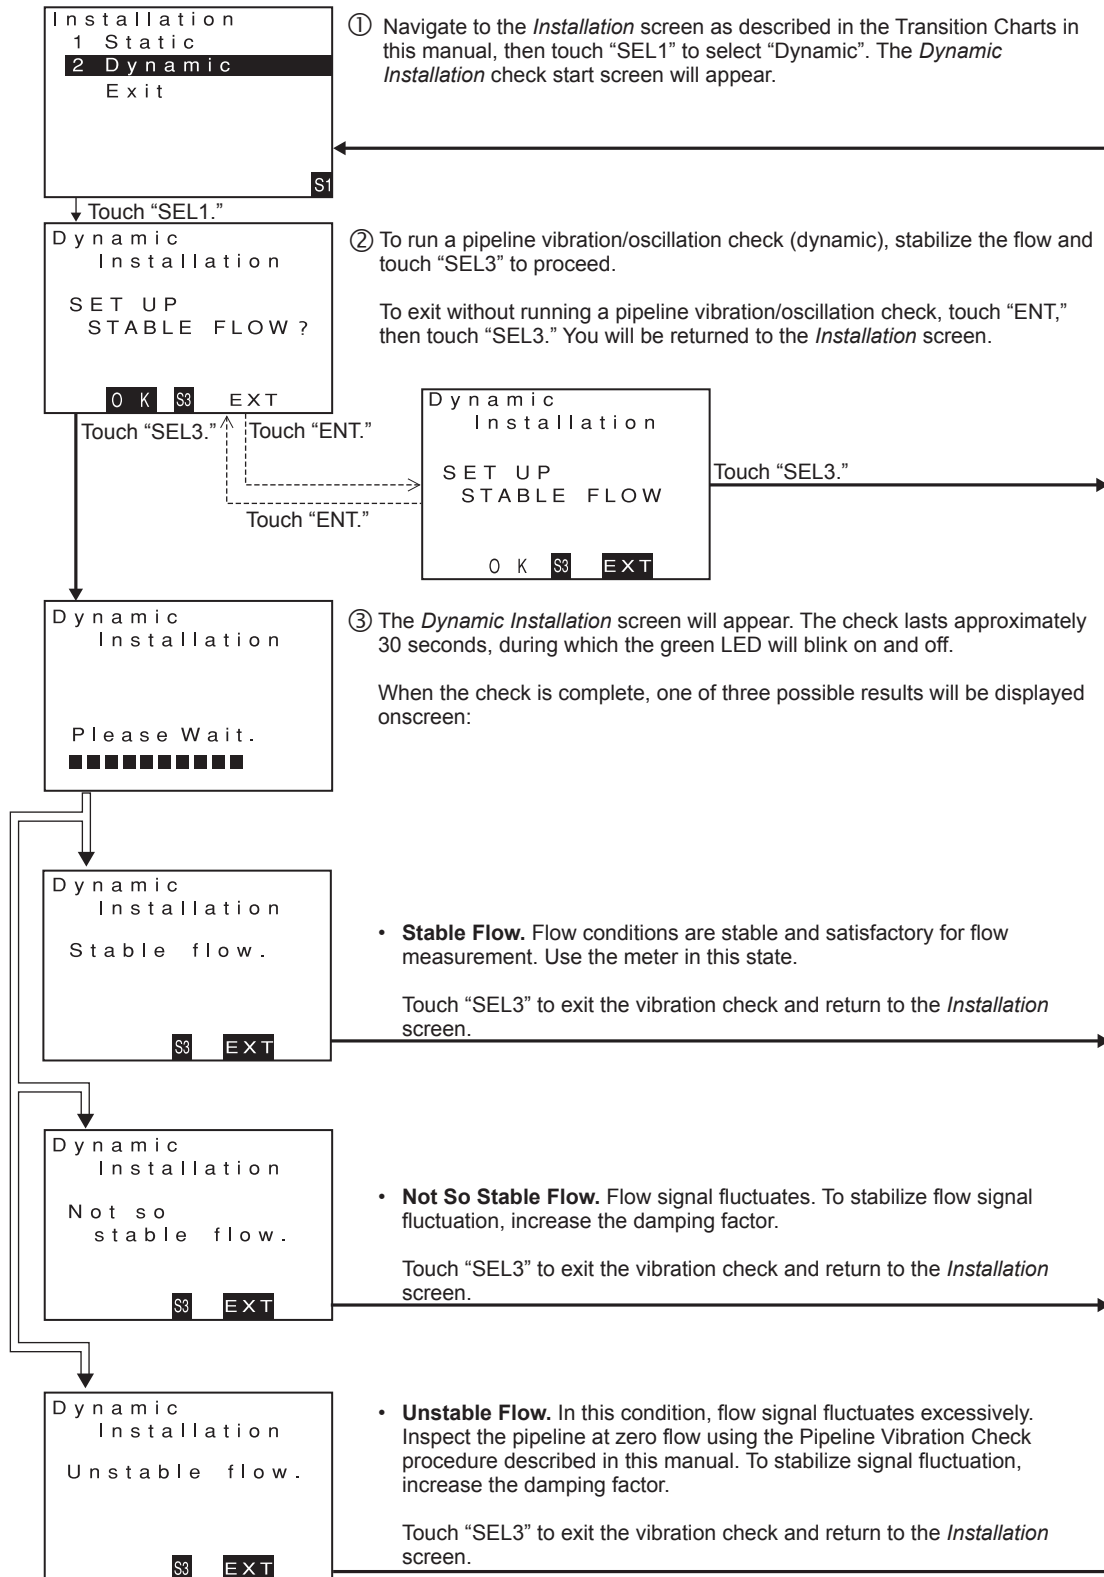 Installation
1 Static
2 Dynamic
Exit
S1
① Navigate to the Installation screen as described in the Transition Charts in
this manual, then touch “SEL1” to select “Dynamic”. The Dynamic
Installation check start screen will appear.
Touch “SEL1.”
Dynamic
Installation
SET UP
STABLE FLOW?
OK S3 EXT
② To run a pipeline vibration/oscillation check (dynamic), stabilize the flow and
touch “SEL3” to proceed.
To exit without running a pipeline vibration/oscillation check, touch “ENT,”
then touch “SEL3.” You will be returned to the Installation screen.
Touch “SEL3.”
Touch “ENT.”
Touch “ENT.”
Dynamic
Installation
SET UP
STABLE FLOW
OK S3 EXT
Touch “SEL3.”
Dynamic
Installation
Please Wait.
③ The Dynamic Installation screen will appear. The check lasts approximately
30 seconds, during which the green LED will blink on and off.
When the check is complete, one of three possible results will be displayed
onscreen:
Dynamic
Installation
Stable flow.
S3 EXT
• Stable Flow. Flow conditions are stable and satisfactory for flow
measurement. Use the meter in this state.
Touch “SEL3” to exit the vibration check and return to the Installation
screen.
Dynamic
Installation
Not so
stable flow.
S3 EXT
• Not So Stable Flow. Flow signal fluctuates. To stabilize flow signal
fluctuation, increase the damping factor.
Touch “SEL3” to exit the vibration check and return to the Installation
screen.
Dynamic
Installation
Unstable flow.
S3 EXT
• Unstable Flow. In this condition, flow signal fluctuates excessively.
Inspect the pipeline at zero flow using the Pipeline Vibration Check
procedure described in this manual. To stabilize signal fluctuation,
increase the damping factor.
Touch “SEL3” to exit the vibration check and return to the Installation
screen.